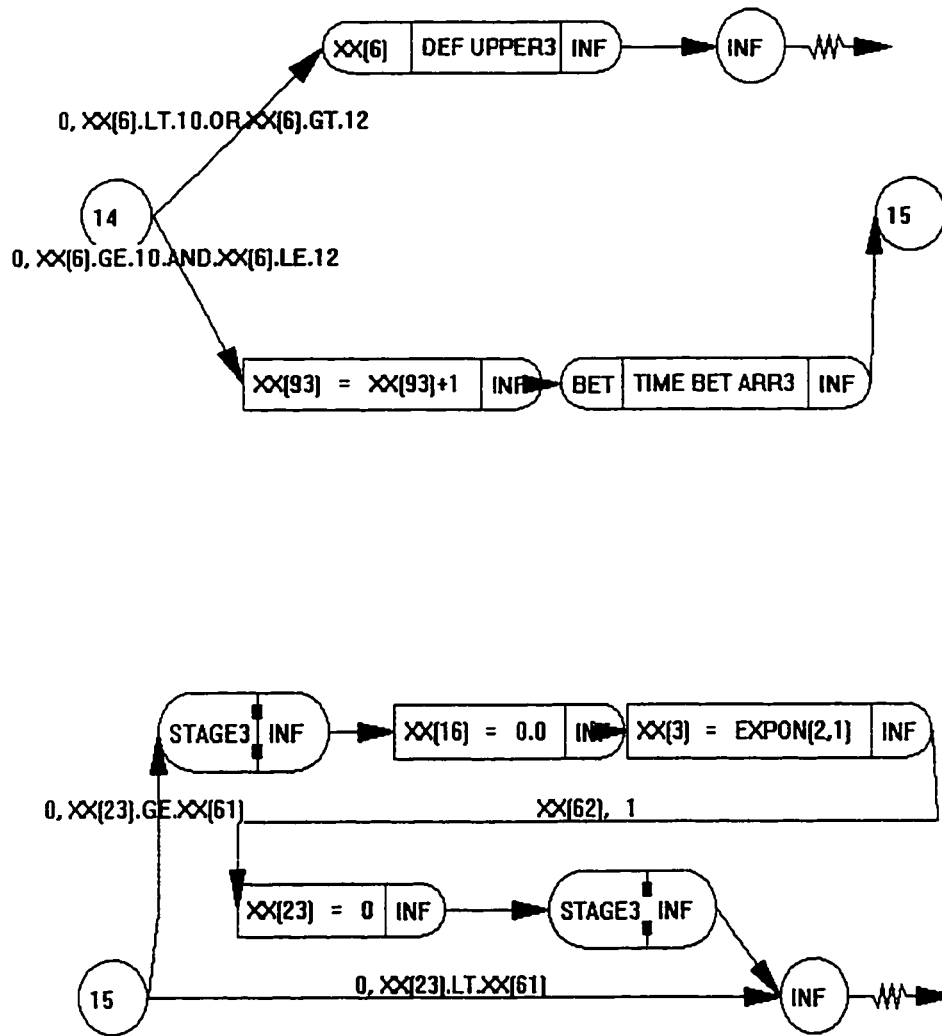 XX(6) DEF UPPER3 INF INF
0, XX(6).LT.10.OR.XX(6).GT.12
14 15
0, XX(6).GE.10.AND.XX(6).LE.12
XX(93) = XX(93)+1 INF BET TIME BET ARR3 INF
STAGE3 INF XX(16) = 0.0 INF XX(3) = EXPON(2,1) INF
0, XX(23).GE.XX(61) XX(62), 1
XX(23) = 0 INF STAGE3 INF
0, XX(23).LT.XX(61)
15 INF